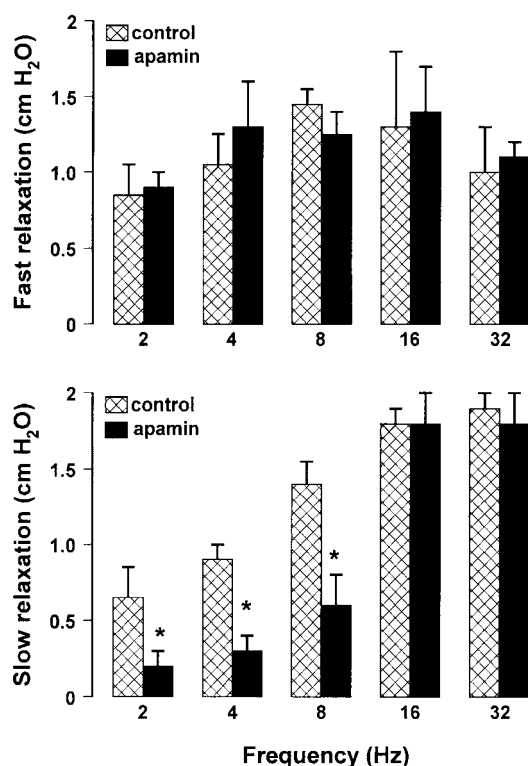 Fast relaxation (cm H₂O)
2
1.5
1.0
0.5
0
control
apamin
2 4 8 16 32
Slow relaxation (cm H₂O)
2
1.5
1.0
0.5
0
control
apamin
*
*
*
2 4 8 16 32
Frequency (Hz)